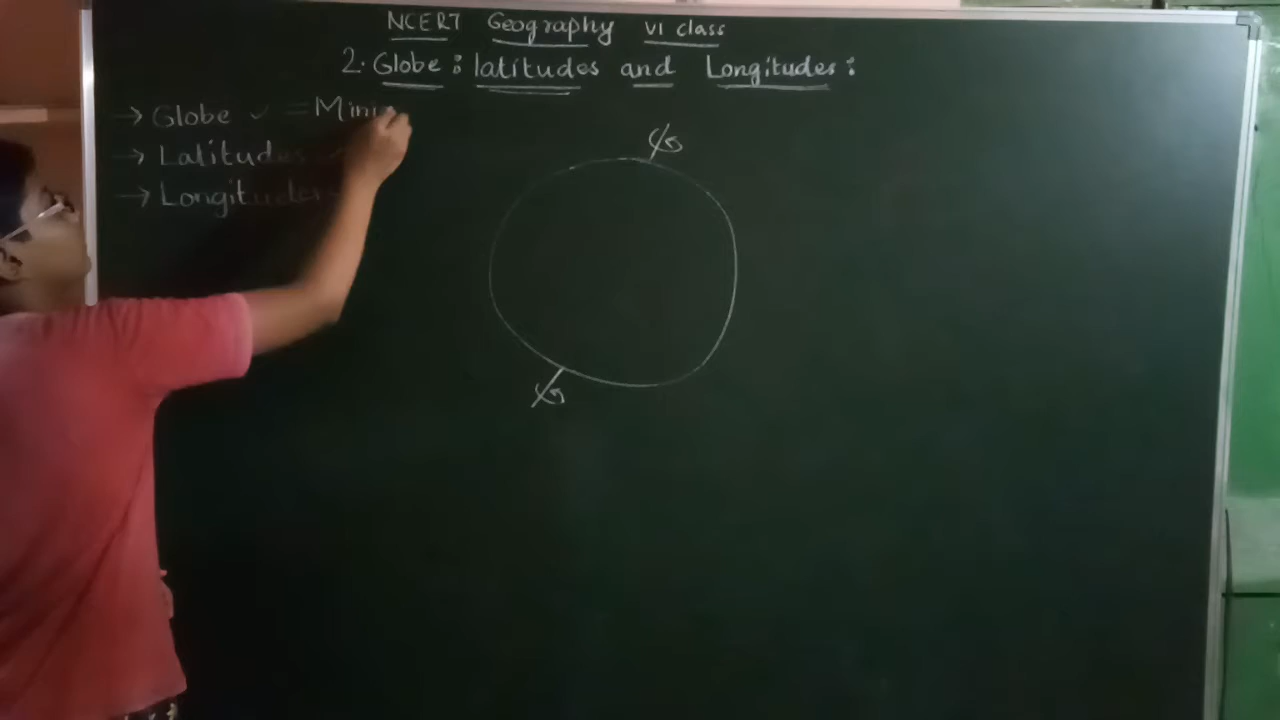 NCERT Geography VI class
2. Globe : latitudes and Longitudes :
→ Globe ✓ = Mini
→ Latitudes
→ Longitudes